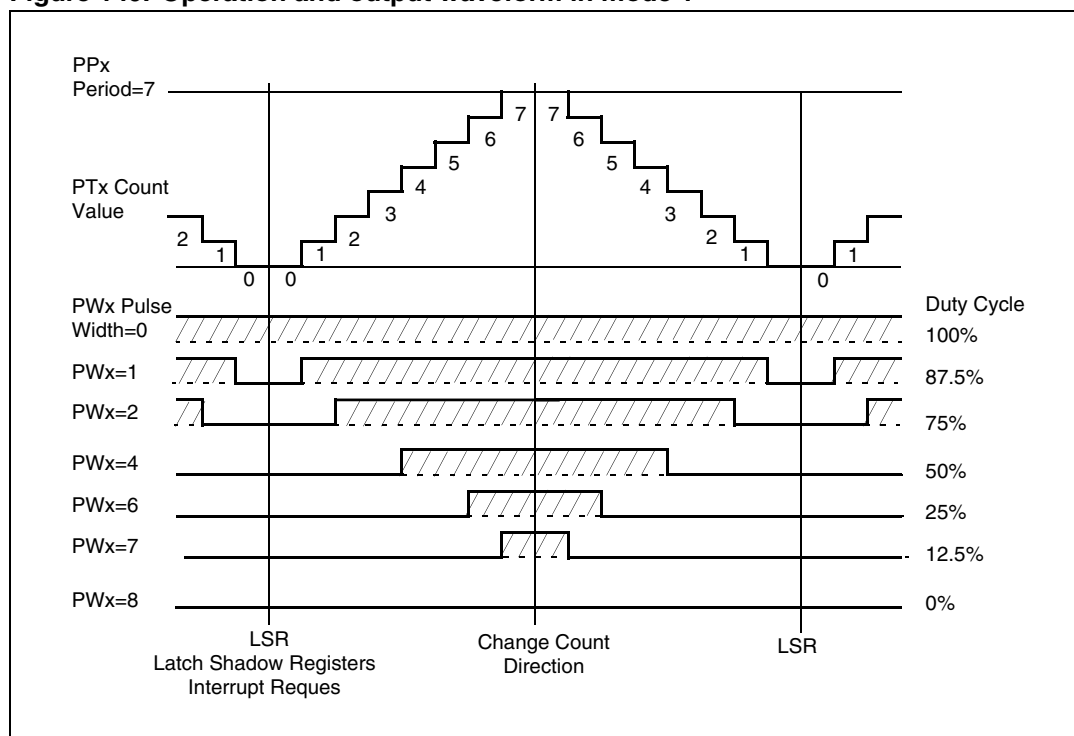 Figure Operation and output waveform in mode
PPx
Period=7
7 7
6 6
5 5
4 4
PTx Count
Value
3 3
2 2 2
1 1 1 1
0 0 0
PWx Pulse
Width=0
Duty Cycle
100%
PWx=1
87.5%
PWx=2
75%
PWx=4
50%
PWx=6
25%
PWx=7
12.5%
PWx=8
0%
LSR
Latch Shadow Registers
Interrupt Reques
Change Count
Direction
LSR